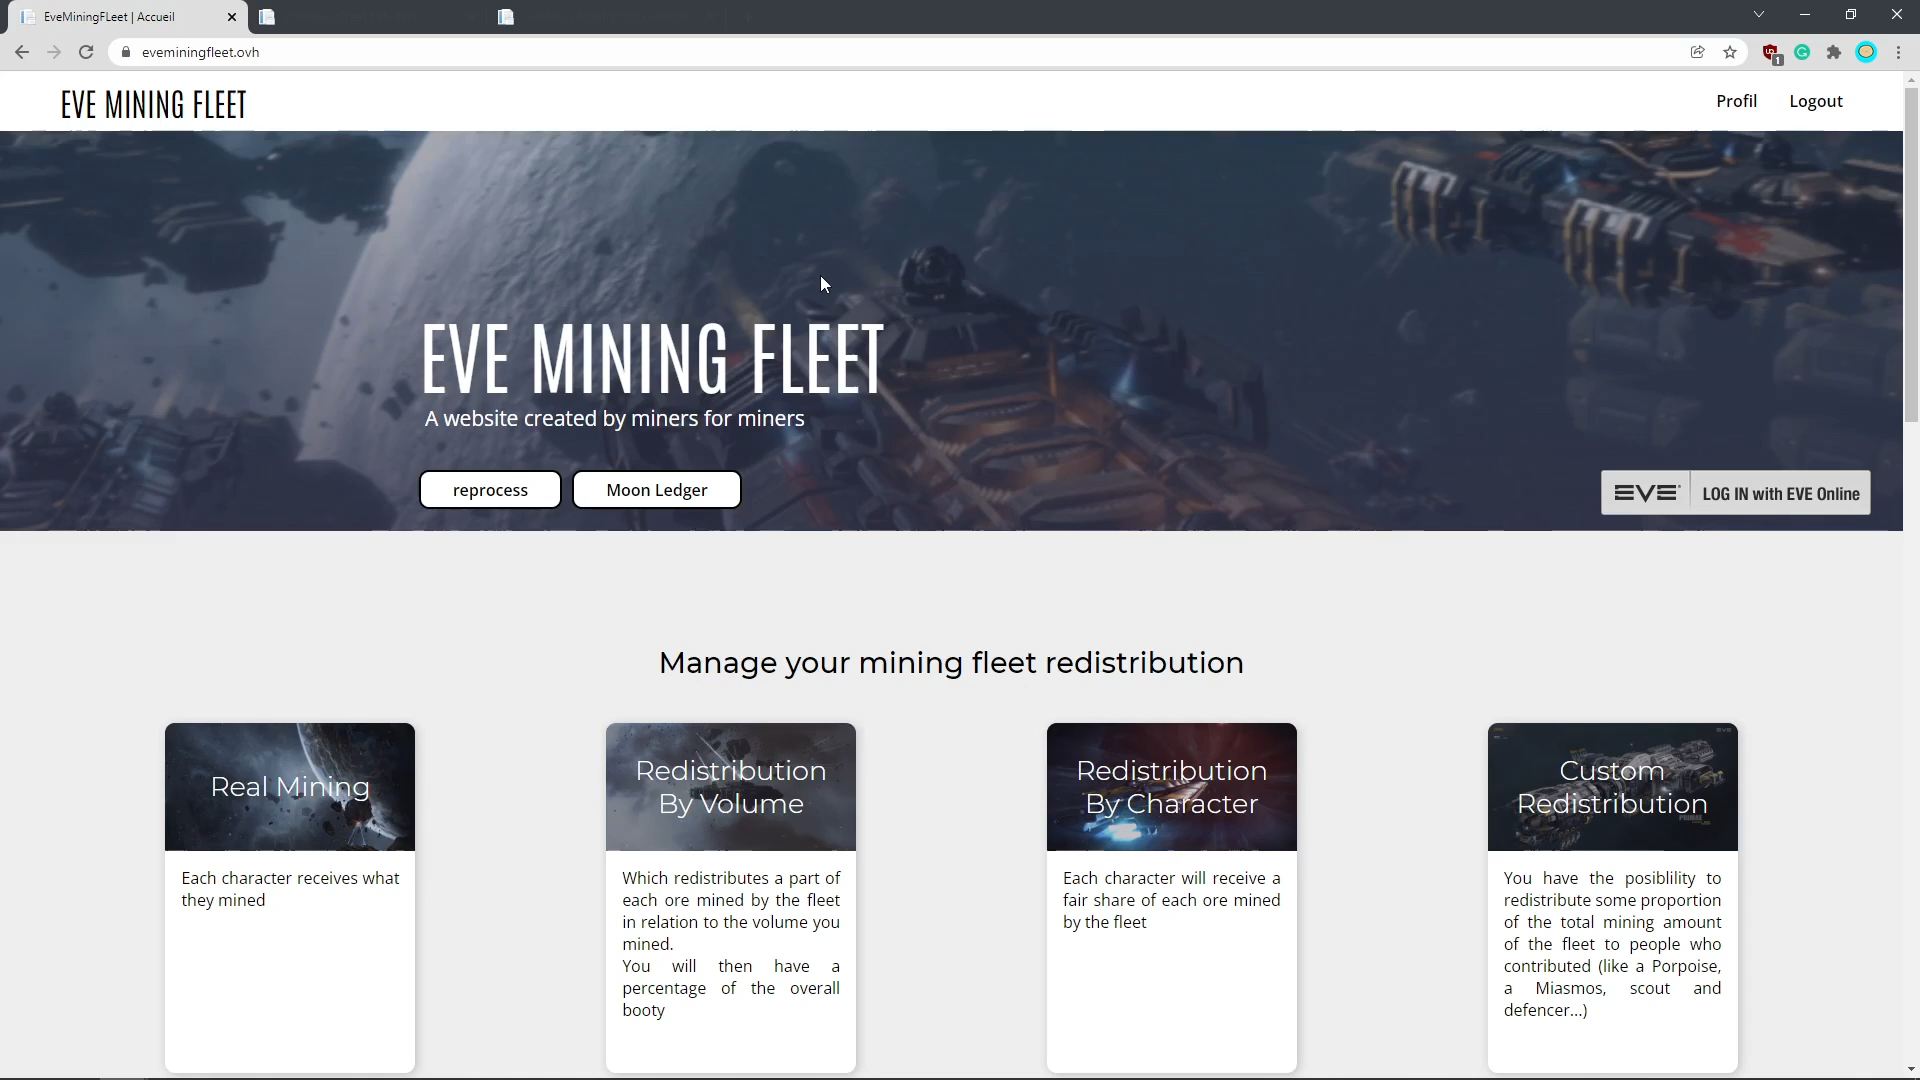 EveMiningFLeet | Accueil
eveminingfleet.ovh
1
EVE MINING FLEET
Profil
Logout
EVE MINING FLEET
A website created by miners for miners
reprocess
Moon Ledger
EVE
LOG IN with EVE Online
Manage your mining fleet redistribution
Real Mining
Each character receives what
they mined
Redistribution
By Volume
Which redistributes a part of
each ore mined by the fleet
in relation to the volume you
mined.
You will then have a
percentage of the overall
booty
Redistribution
By Character
Each character will receive a
fair share of each ore mined
by the fleet
Custom
Redistribution
You have the posiblility to
redistribute some proportion
of the total mining amount
of the fleet to people who
contributed (like a Porpoise,
a Miasmos, scout and
defencer...)